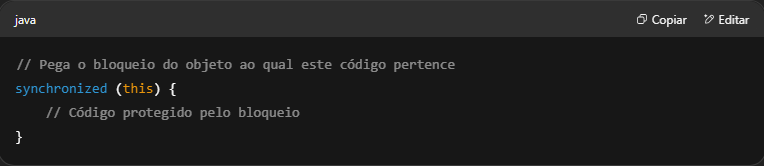 java Copiar Editar
// Pega o bloqueio do objeto ao qual este código pertence
synchronized (this) {
    // Código protegido pelo bloqueio
}